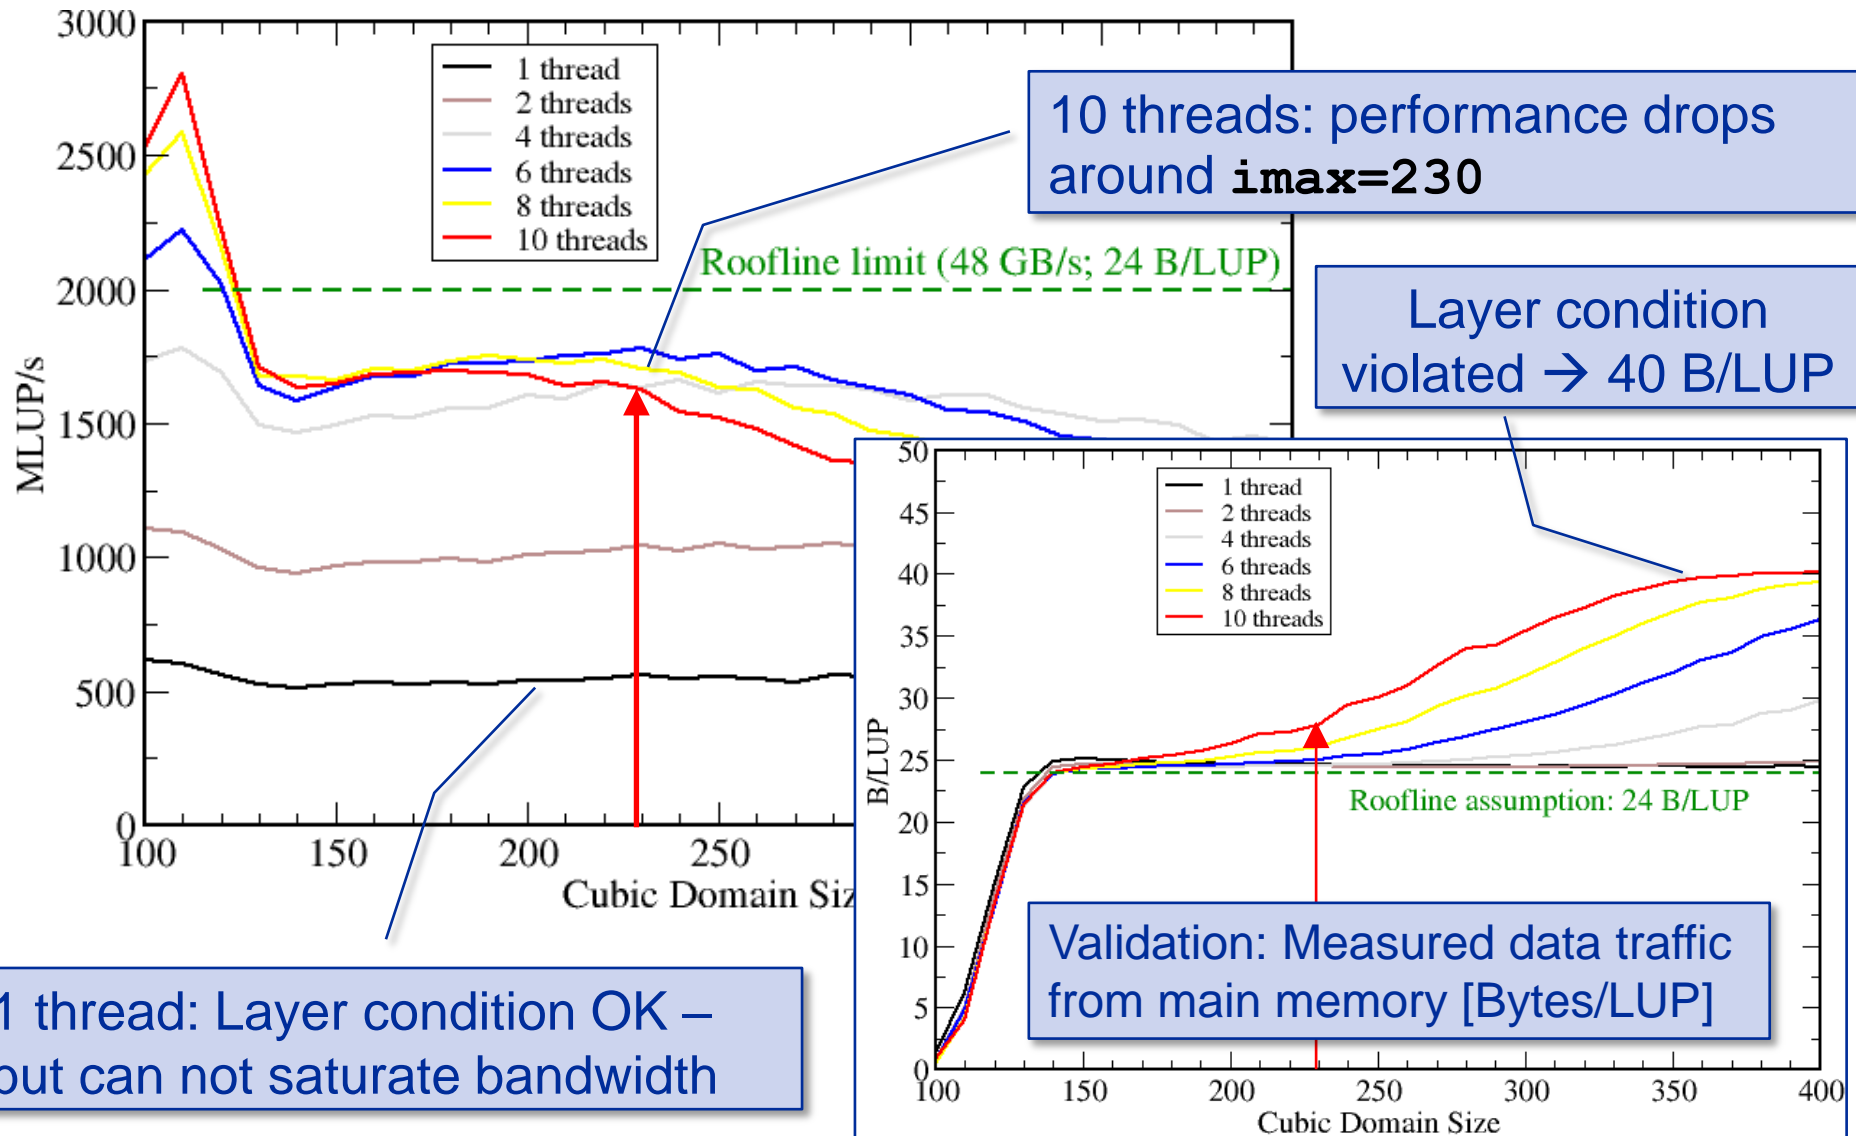 3000
2500
2000
1500
1000
500
0
MLUP/s
100
150
200
250
Cubic Domain Siz
1 thread
2 threads
4 threads
6 threads
8 threads
10 threads
Roofline limit (48 GB/s; 24 B/LUP)
10 threads: performance drops
around imax=230
Layer condition
violated → 40 B/LUP
50
45
40
35
30
25
20
15
10
5
0
B/LUP
1 thread
2 threads
4 threads
6 threads
8 threads
10 threads
Roofline assumption: 24 B/LUP
Validation: Measured data traffic
from main memory [Bytes/LUP]
100
150
200
250
300
350
400
Cubic Domain Size
1 thread: Layer condition OK –
but can not saturate bandwidth